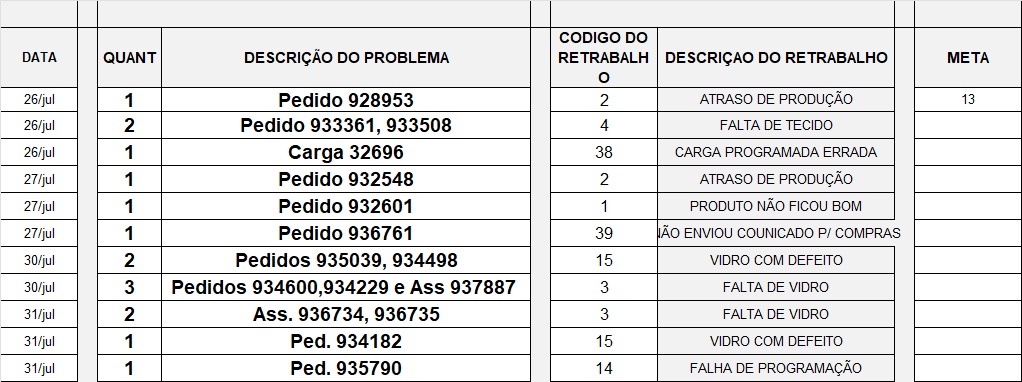 DATA QUANT DESCRIÇÃO DO PROBLEMA CODIGO DO RETRABALHO DESCRIÇAO DO RETRABALHO META
26/jul 1 Pedido 928953 2 ATRASO DE PRODUÇÃO 13
26/jul 2 Pedido 933361, 933508 4 FALTA DE TECIDO
26/jul 1 Carga 32696 38 CARGA PROGRAMADA ERRADA
27/jul 1 Pedido 932548 2 ATRASO DE PRODUÇÃO
27/jul 1 Pedido 932601 1 PRODUTO NÃO FICOU BOM
27/jul 1 Pedido 936761 39 NÃO ENVIOU COUNICADO P/ COMPRAS
30/jul 2 Pedidos 935039, 934498 15 VIDRO COM DEFEITO
30/jul 3 Pedidos 934600,934229 e Ass 937887 3 FALTA DE VIDRO
31/jul 2 Ass. 936734, 936735 3 FALTA DE VIDRO
31/jul 1 Ped. 934182 15 VIDRO COM DEFEITO
31/jul 1 Ped. 935790 14 FALHA DE PROGRAMAÇÃO